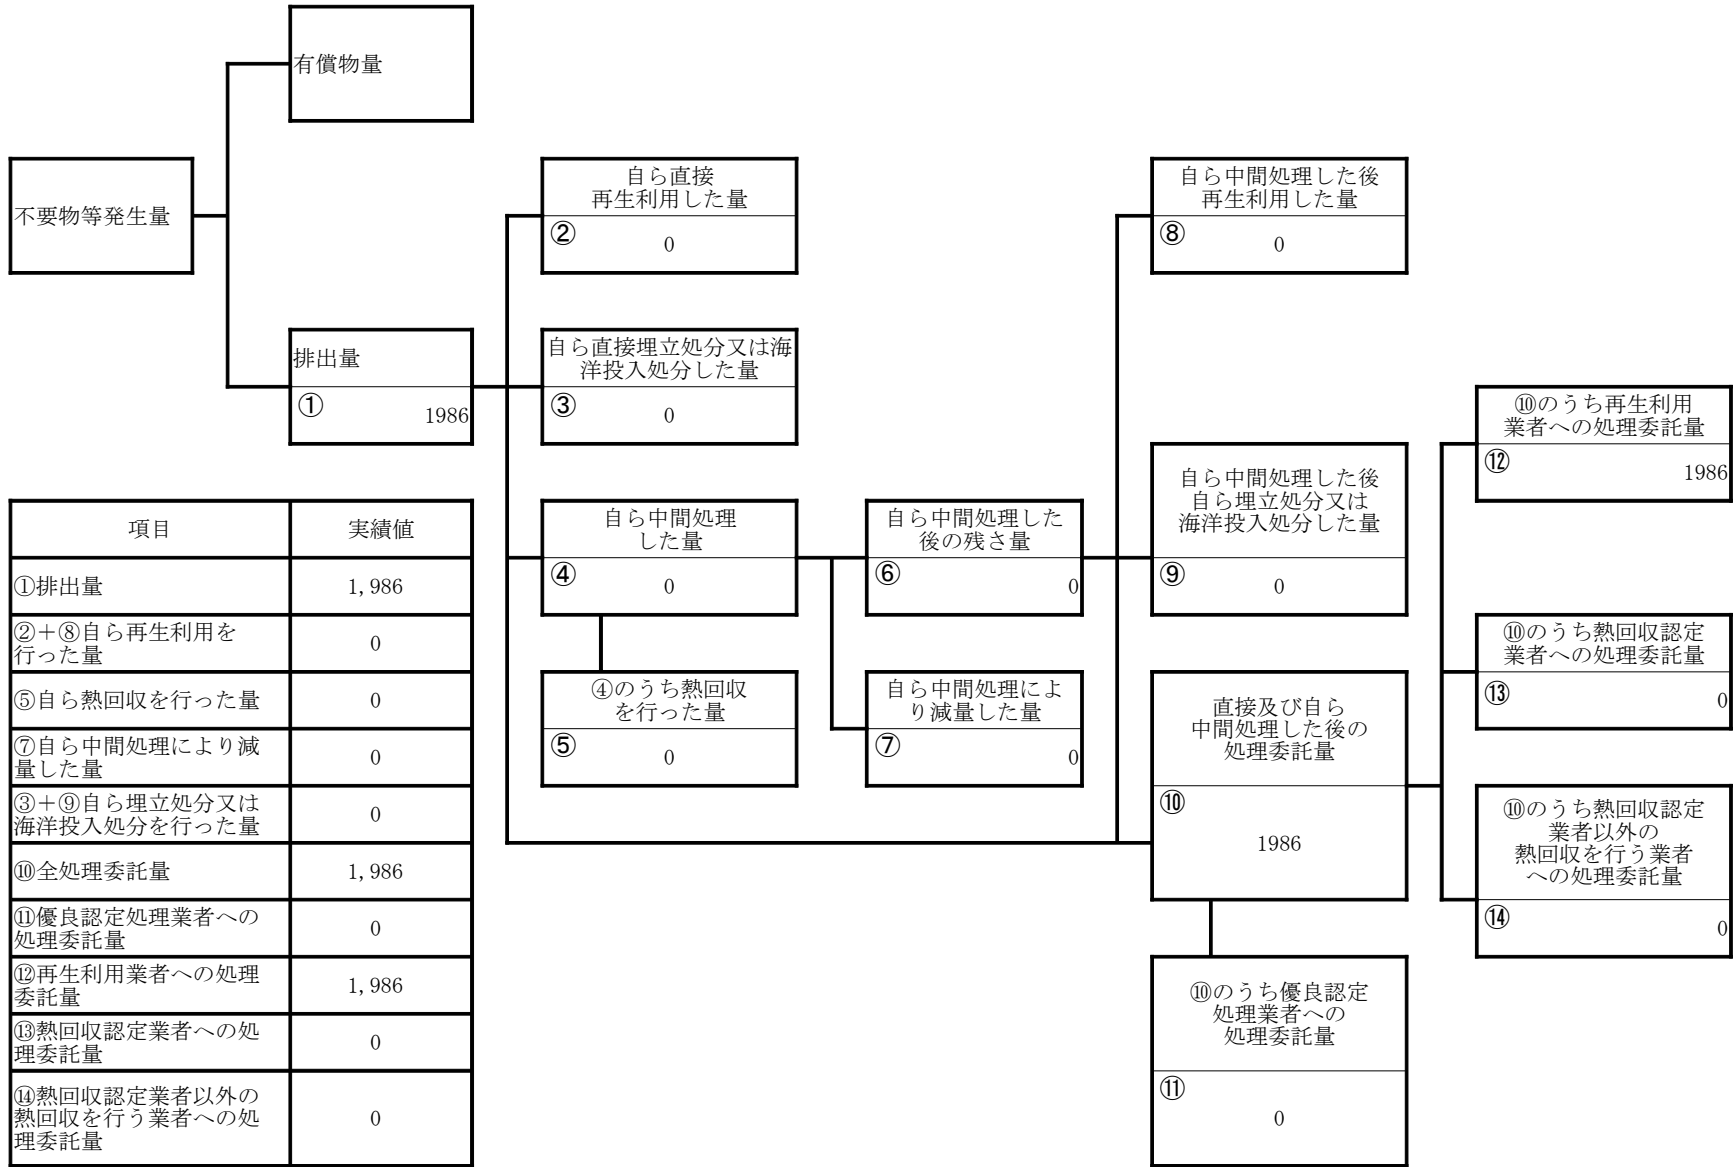 有償物量
不要物等発生量
自ら直接
再生利用した量
②
0
自ら中間処理した後
再生利用した量
⑧
0
排出量
①
1986
自ら直接埋立処分又は海
洋投入処分した量
③
0
⑩のうち再生利用
業者への処理委託量
⑫
1986
自ら中間処理
した量
④
0
自ら中間処理した
後の残さ量
⑥
0
自ら中間処理した後
自ら埋立処分又は
海洋投入処分した量
⑨
0
⑩のうち熱回収認定
業者への処理委託量
⑬
0
④のうち熱回収
を行った量
⑤
0
自ら中間処理によ
り減量した量
⑦
0
直接及び自ら
中間処理した後の
処理委託量
⑩
1986
⑩のうち熱回収認定
業者以外の
熱回収を行う業者
への処理委託量
⑭
0
⑩のうち優良認定
処理業者への
処理委託量
⑪
0
項目 実績値
①排出量 1,986
②＋⑧自ら再生利用を
行った量 0
⑤自ら熱回収を行った量 0
⑦自ら中間処理により減
量した量 0
③＋⑨自ら埋立処分又は
海洋投入処分を行った量 0
⑩全処理委託量 1,986
⑪優良認定処理業者への
処理委託量 0
⑫再生利用業者への処理
委託量 1,986
⑬熱回収認定業者への処
理委託量 0
⑭熱回収認定業者以外の
熱回収を行う業者への処
理委託量 0